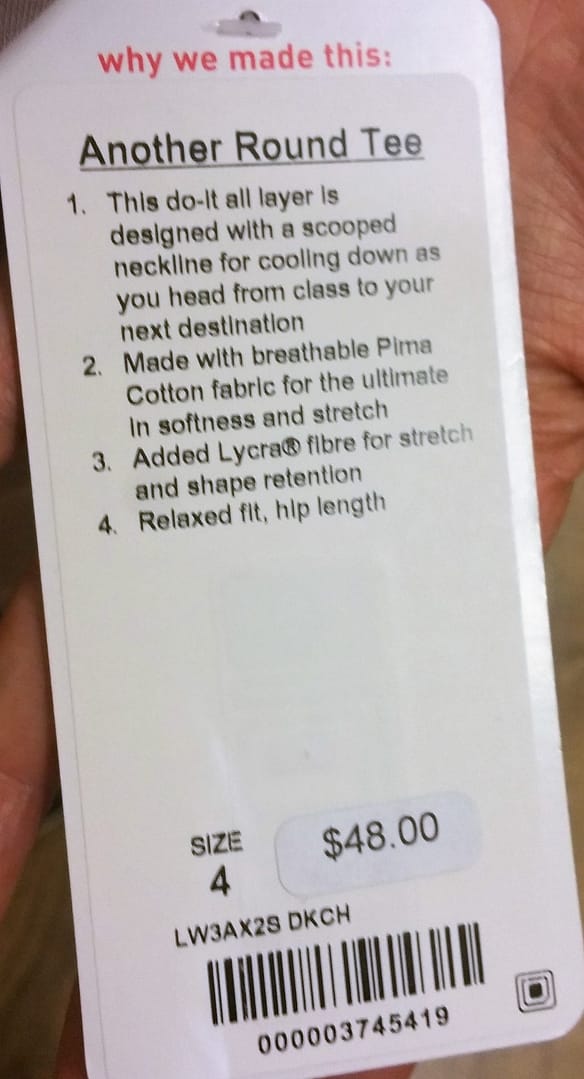 why we made this:
Another Round Tee
1. This do-it all layer is
designed with a scooped
neckline for cooling down as
you head from class to your
next destination
2. Made with breathable Pima
Cotton fabric for the ultimate
in softness and stretch
3. Added Lycra® fibre for stretch
and shape retention
4. Relaxed fit, hip length
SIZE
4
$48.00
LW3AX2S DKCH
000003745419